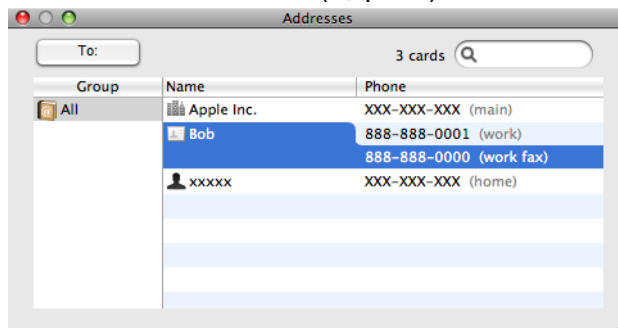 Addresses
To: 3 cards
Group Name Phone
All Apple Inc. XXX-XXX-XXX (main)
Bob 888-888-0001 (work)
888-888-0000 (work fax)
xxxxx XXX-XXX-XXX (home)